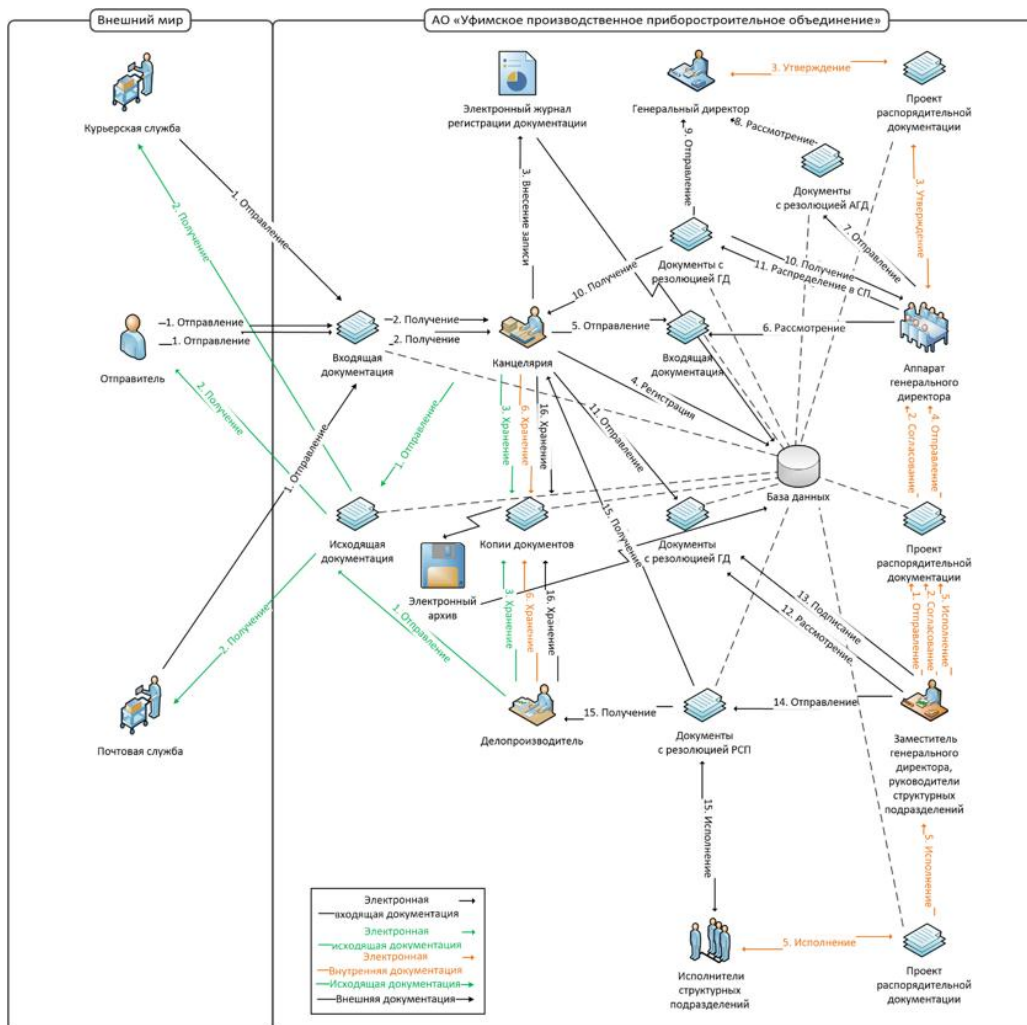 Внешний мир
АО «Уфимское производственное приборостроительное объединение»
Курьерская служба
Электронный журнал
регистрации документации
Генеральный директор
3. Утверждение
Проект
распорядительной
документации
8. Рассмотрение
9. Отправление
Документы
с резолюцией АГД
3. Утверждение
3. Внесение записи
1. Отправление
2. Получение
7. Отправление
Документы с
резолюцией ГД
10. Получение
10. Получение
11. Распределение в СП
1. Отправление
1. Отправление
2. Получение
2. Получение
5. Отправление
6. Рассмотрение
Отправитель
Входящая
документация
Канцелярия
Входящая
документация
Аппарат
генерального
директора
4. Регистрация
2. Получение
1. Отправление
1. Отправление
3. Хранение
6. Хранение
16. Хранение
11. Отправление
2. Согласование
4. Отправление
База данных
15. Получение
Исходящая
документация
Копии документов
Документы
с резолюцией ГД
Проект
распорядительной
документации
Электронный
архив
3. Хранение
6. Хранение
16. Хранение
13. Подписание
12. Рассмотрение
1. Отправление
2. Согласование
5. Исполнение
2. Получение
1. Отправление
14. Отправление
15. Получение
Почтовая служба
Делопроизводитель
Документы
с резолюцией РСП
Заместитель
генерального
директора,
руководители
структурных
подразделений
15. Исполнение
5. Исполнение
5. Исполнение
Исполнители
структурных
подразделений
Проект
распорядительной
документации
Электронная
входящая документация
Электронная
исходящая документация
Электронная
Внутренняя документация
Исходящая документация
Внешняя документация